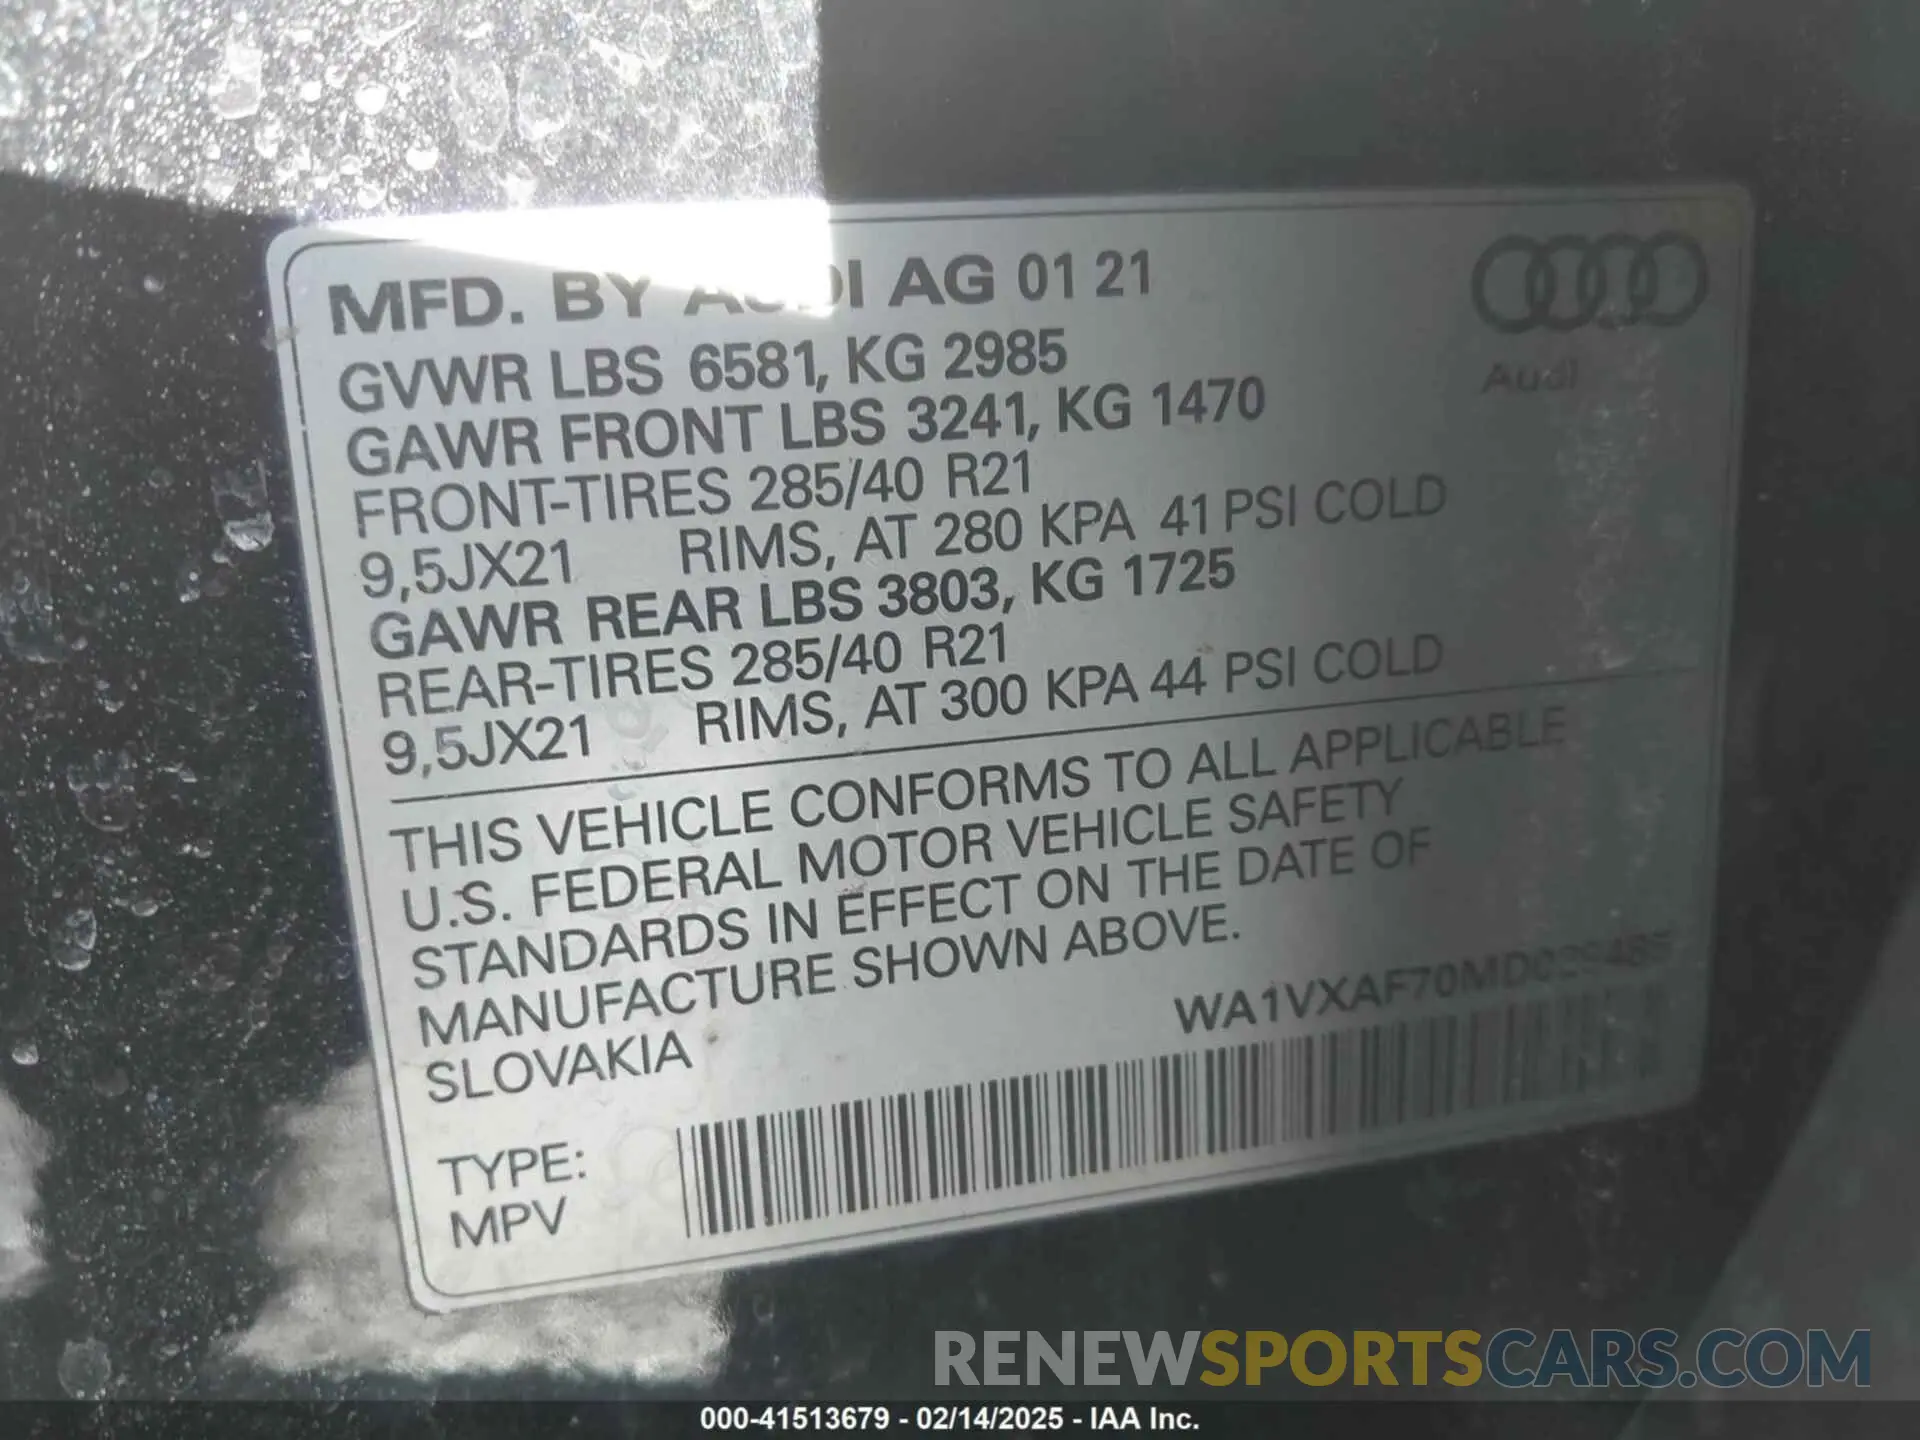 MFD. BY AUDI AG 01 21
Audi
GVWR LBS 6581, KG 2985
GAWR FRONT LBS 3241, KG 1470
FRONT-TIRES 285/40 R21
9,5JX21 RIMS, AT 280 KPA 41 PSI COLD
GAWR REAR LBS 3803, KG 1725
REAR-TIRES 285/40 R21
9,5JX21 RIMS, AT 300 KPA 44 PSI COLD
THIS VEHICLE CONFORMS TO ALL APPLICABLE
U.S. FEDERAL MOTOR VEHICLE SAFETY
STANDARDS IN EFFECT ON THE DATE OF
MANUFACTURE SHOWN ABOVE.
SLOVAKIA
TYPE:
MPV
RENEWSPORTSCARS.COM
000-41513679 - 02/14/2025 - IAA Inc.